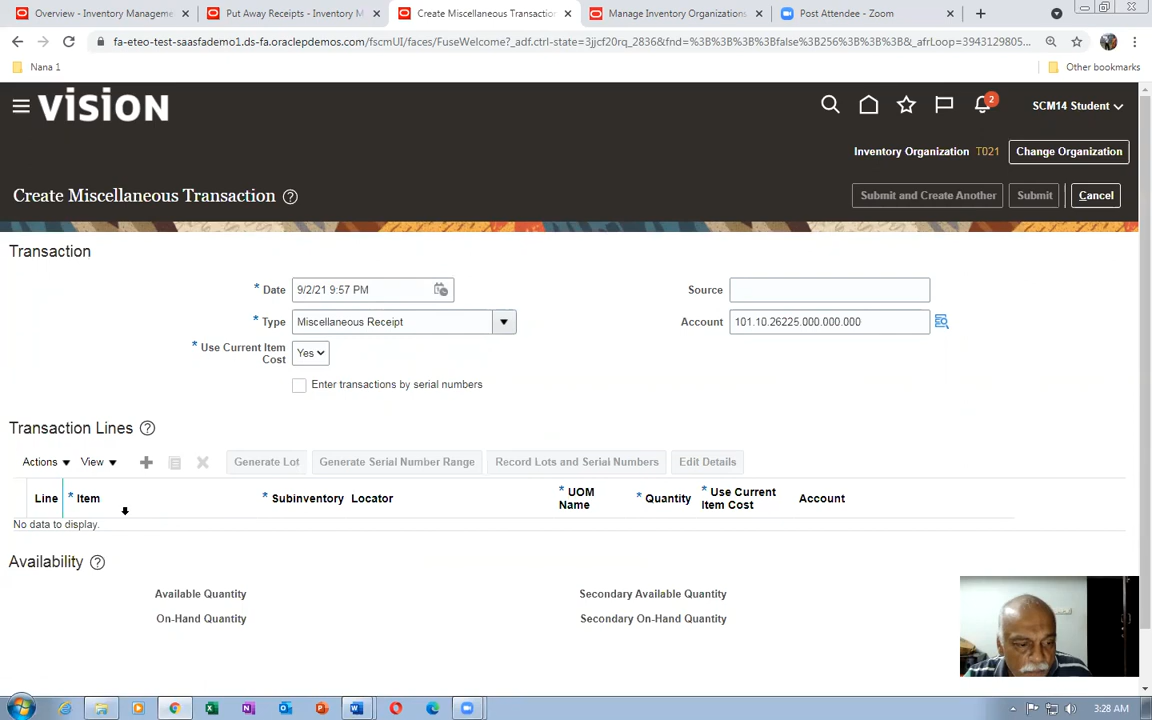 Overview - Inventory Manageme
Put Away Receipts - Inventory M
Create Miscellaneous Transaction
Manage Inventory Organizations
Post Attendee - Zoom
fa-eteo-test-saasfademo1.ds-fa.oraclepdemos.com/fscmUI/faces/FuseWelcome?_adf.ctrl-state=3jjcf20rq_2836&fnd=%3B%3B%3B%3Bfalse%3B256%3B%3B%3B&_afrLoop=3943129805...
Nana 1
Other bookmarks
VISION
2
SCM14 Student
Inventory Organization T021 Change Organization
Create Miscellaneous Transaction
Submit and Create Another Submit Cancel
Transaction
* Date 9/2/21 9:57 PM
Source
* Type Miscellaneous Receipt
Account 101.10.26225.000.000.000
* Use Current Item
Cost
Yes
Enter transactions by serial numbers
Transaction Lines
Actions View Generate Lot Generate Serial Number Range Record Lots and Serial Numbers Edit Details
Line * Item * Subinventory Locator * UOM Name * Quantity * Use Current Item Cost Account
No data to display.
Availability
Available Quantity Secondary Available Quantity
On-Hand Quantity Secondary On-Hand Quantity
3:28 AM